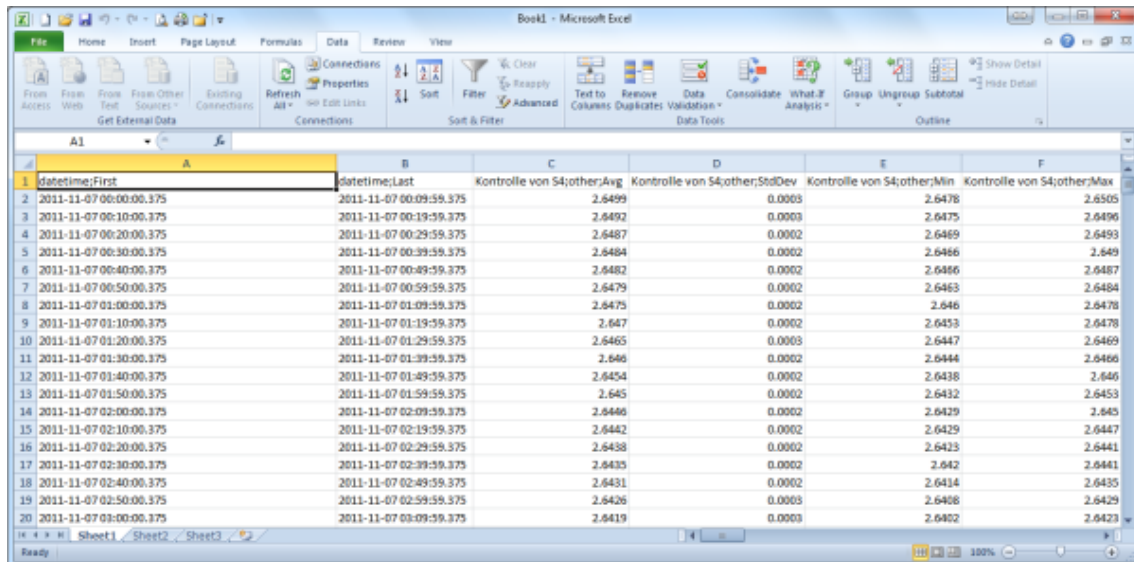 Book1 - Microsoft Excel
File Home Insert Page Layout Formulas Data Review View
From Access From Web From Text From Other Sources Existing Connections Refresh All Connections Properties Edit Links Sort Filter Clear Reapply Advanced Text to Columns Remove Duplicates Data Validation Consolidate What-If Analysis Group Ungroup Subtotal Show Detail Hide Detail
Get External Data Connections Sort & Filter Data Tools Outline
A1 fx
A B C D E F
1 datetime;First datetime;Last Kontrolle von S4;other;Avg Kontrolle von S4;other;StdDev Kontrolle von S4;other;Min Kontrolle von S4;other;Max
2 2011-11-07 00:00:00.375 2011-11-07 00:09:59.375 2.6499 0.0003 2.6478 2.6505
3 2011-11-07 00:10:00.375 2011-11-07 00:19:59.375 2.6492 0.0003 2.6475 2.6496
4 2011-11-07 00:20:00.375 2011-11-07 00:29:59.375 2.6487 0.0002 2.6469 2.6493
5 2011-11-07 00:30:00.375 2011-11-07 00:39:59.375 2.6484 0.0002 2.6466 2.649
6 2011-11-07 00:40:00.375 2011-11-07 00:49:59.375 2.6482 0.0002 2.6466 2.6487
7 2011-11-07 00:50:00.375 2011-11-07 00:59:59.375 2.6479 0.0002 2.6463 2.6484
8 2011-11-07 01:00:00.375 2011-11-07 01:09:59.375 2.6475 0.0002 2.646 2.6478
9 2011-11-07 01:10:00.375 2011-11-07 01:19:59.375 2.647 0.0002 2.6453 2.6478
10 2011-11-07 01:20:00.375 2011-11-07 01:29:59.375 2.6465 0.0003 2.6447 2.6469
11 2011-11-07 01:30:00.375 2011-11-07 01:39:59.375 2.646 0.0002 2.6444 2.6466
12 2011-11-07 01:40:00.375 2011-11-07 01:49:59.375 2.6454 0.0002 2.6438 2.646
13 2011-11-07 01:50:00.375 2011-11-07 01:59:59.375 2.645 0.0002 2.6432 2.6453
14 2011-11-07 02:00:00.375 2011-11-07 02:09:59.375 2.6446 0.0002 2.6429 2.645
15 2011-11-07 02:10:00.375 2011-11-07 02:19:59.375 2.6442 0.0002 2.6429 2.6447
16 2011-11-07 02:20:00.375 2011-11-07 02:29:59.375 2.6438 0.0002 2.6423 2.6441
17 2011-11-07 02:30:00.375 2011-11-07 02:39:59.375 2.6435 0.0002 2.642 2.6441
18 2011-11-07 02:40:00.375 2011-11-07 02:49:59.375 2.6431 0.0002 2.6414 2.6435
19 2011-11-07 02:50:00.375 2011-11-07 02:59:59.375 2.6426 0.0003 2.6408 2.6429
20 2011-11-07 03:00:00.375 2011-11-07 03:09:59.375 2.6419 0.0003 2.6402 2.6423
Sheet1 Sheet2 Sheet3
Ready 100%